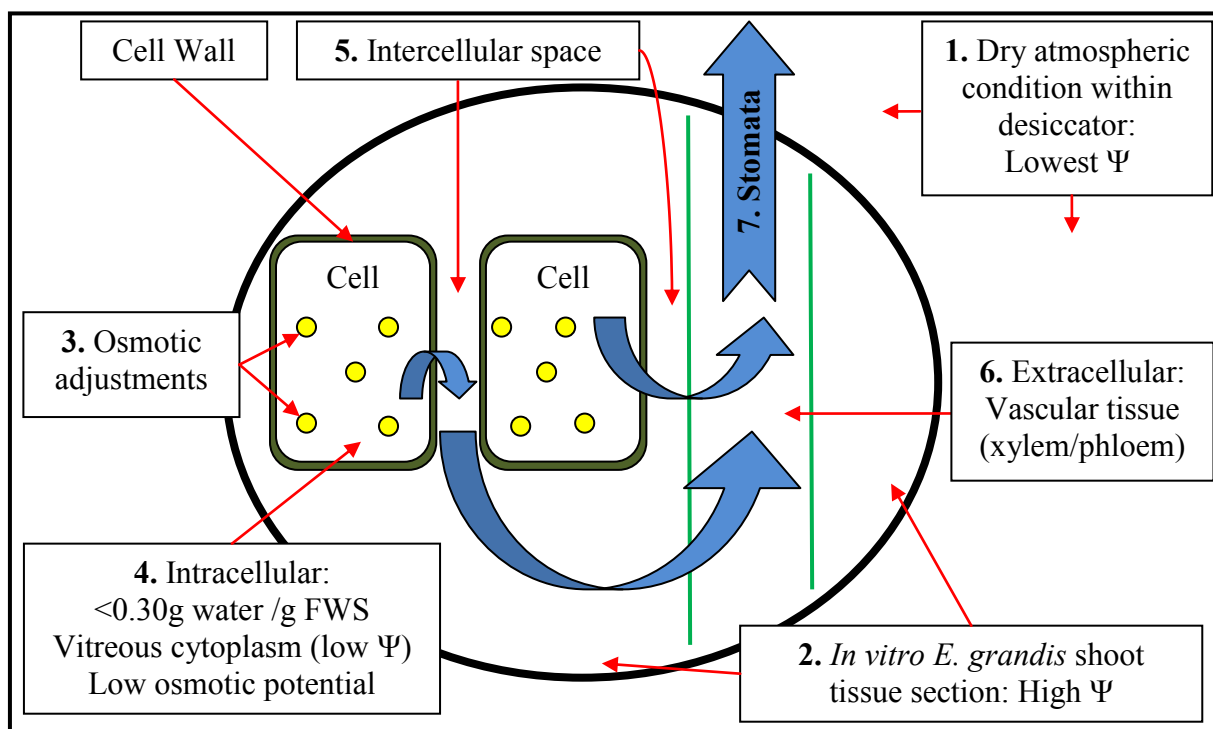 Cell Wall
5. Intercellular space
1. Dry atmospheric
condition within
desiccator:
Lowest Ψ
7. Stomata
Cell
Cell
3. Osmotic
adjustments
6. Extracellular:
Vascular tissue
(xylem/phloem)
4. Intracellular:
<0.30g water /g FWS
Vitreous cytoplasm (low Ψ)
Low osmotic potential
2. In vitro E. grandis shoot
tissue section: High Ψ